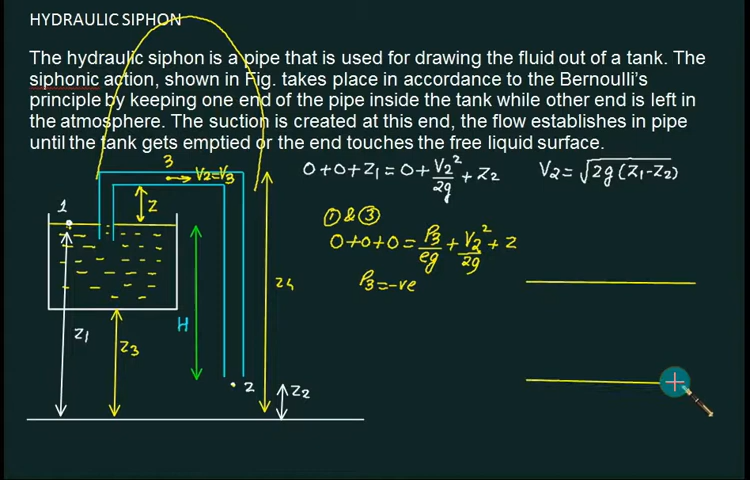 HYDRAULIC SIPHON
The hydraulic siphon is a pipe that is used for drawing the fluid out of a tank. The
siphonic action, shown in Fig. takes place in accordance to the Bernoulli's
principle by keeping one end of the pipe inside the tank while other end is left in
the atmosphere. The suction is created at this end, the flow establishes in pipe
until the tank gets emptied or the end touches the free liquid surface.
3
V2=V3
0+0+Z1=0+V2²/2g+Z2
V2=√2g(Z1-Z2)
1
Z
① & ③
0+0+0=P3/eg+V2²/2g+Z
P3=-ve
Z4
H
Z1
Z3
2
Z2